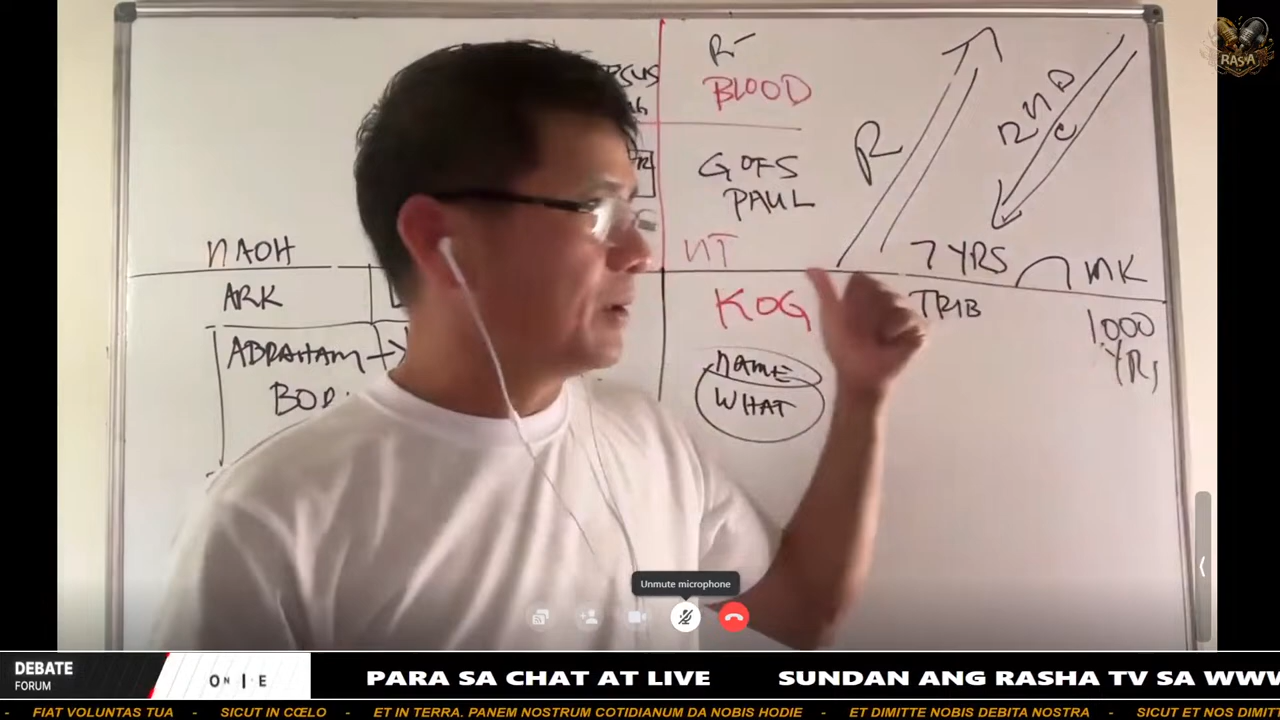 RASA
R
BLOOD
GOFS
PAUL
NT
KOG
NAME
WHAT
R
2ND
C
7 YRS
TRIB
MK
1000
YRS
NAOH
ARK
ABRAHAM
BOD
Unmute microphone
DEBATE
FORUM
PARA SA CHAT AT LIVE SUNDAN ANG RASHA TV SA WWW
- FIAT VOLUNTAS TUA - SICUT IN CŒLO - ET IN TERRA. PANEM NOSTRUM COTIDIANUM DA NOBIS HODIE - ET DIMITTE NOBIS DEBITA NOSTRA - SICUT ET NOS DIMIT